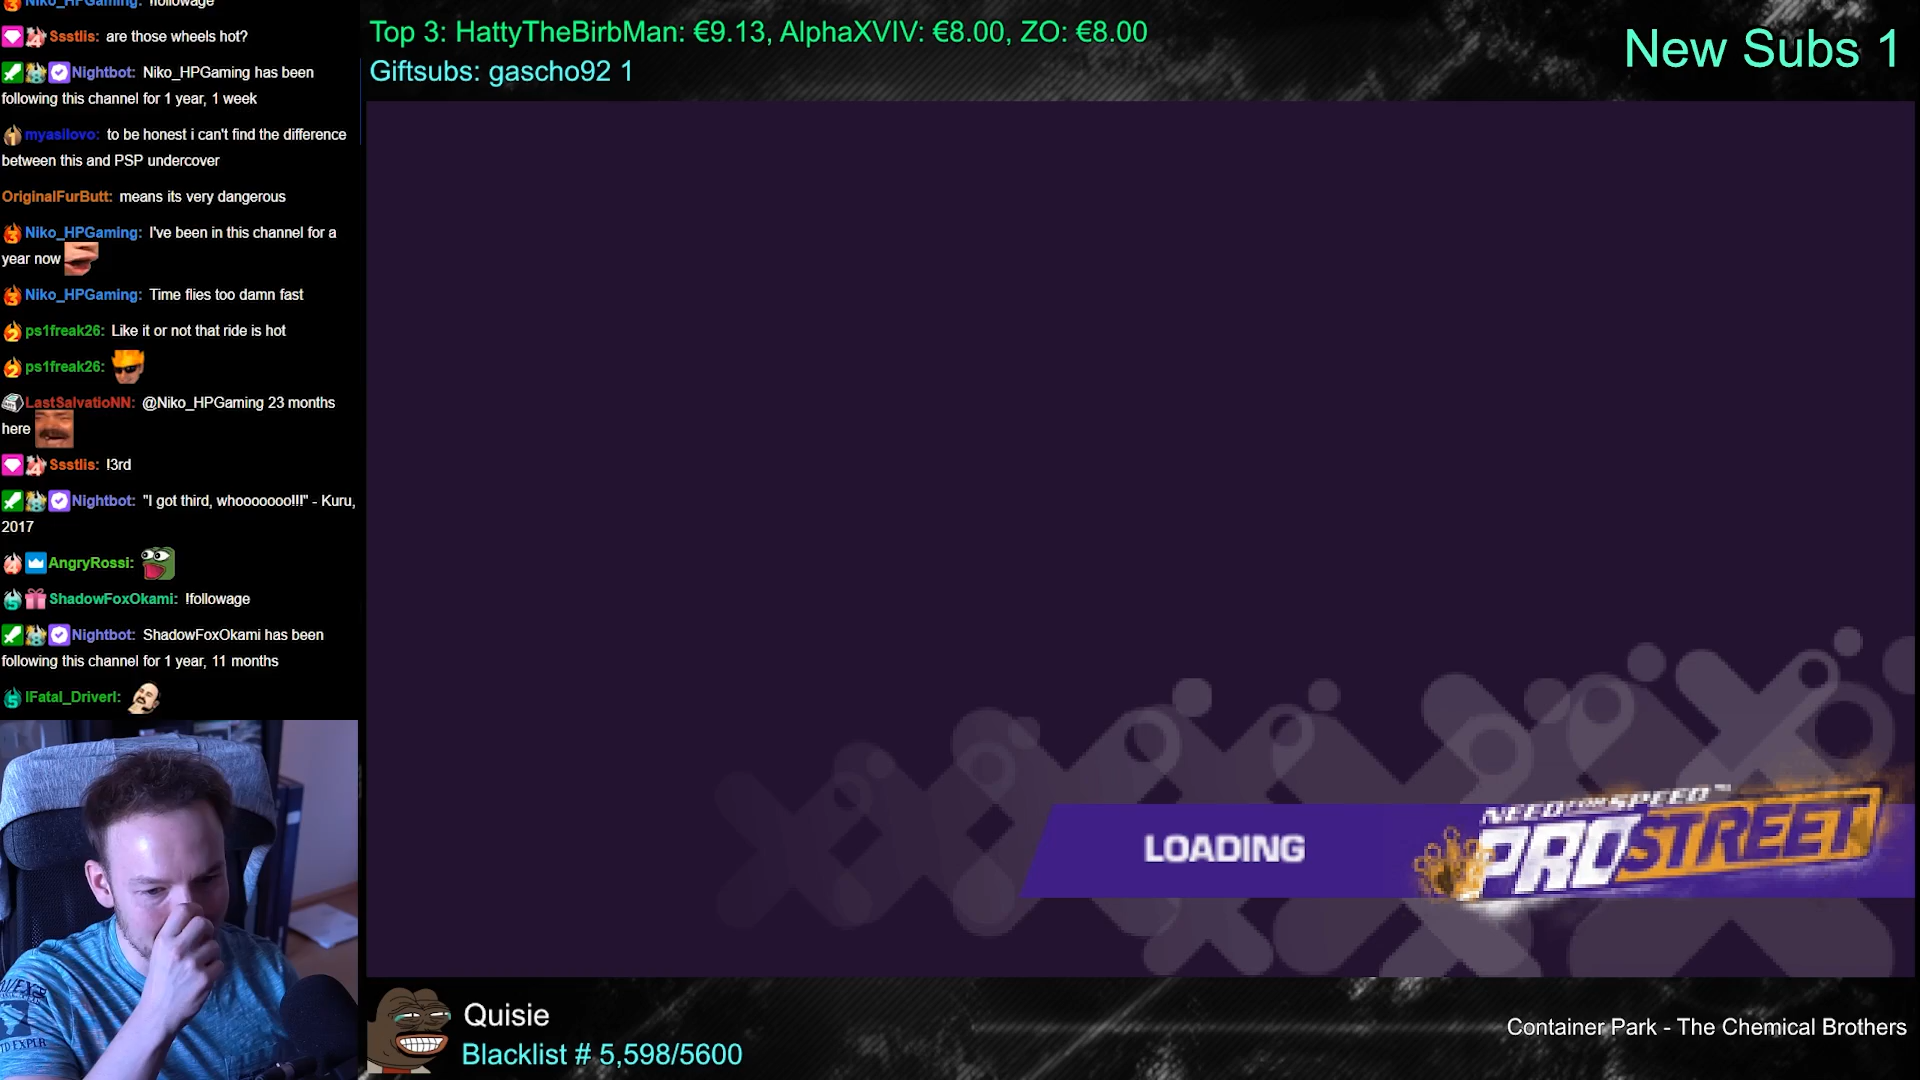 Niko_HPGaming: !followage
Ssstlis: are those wheels hot?
Nightbot: Niko_HPGaming has been
following this channel for 1 year, 1 week
myasilovo: to be honest i can't find the difference
between this and PSP undercover
OriginalFurButt: means its very dangerous
Niko_HPGaming: I've been in this channel for a
year now
Niko_HPGaming: Time flies too damn fast
ps1freak26: Like it or not that ride is hot
ps1freak26:
LastSalvatioNN: @Niko_HPGaming 23 months
here
Ssstlis: !3rd
Nightbot: "I got third, whooooooo!!!" - Kuru,
2017
AngryRossi:
ShadowFoxOkami: !followage
Nightbot: ShadowFoxOkami has been
following this channel for 1 year, 11 months
IFatal_DriverI:
Top 3: HattyTheBirbMan: €9.13, AlphaXVIV: €8.00, ZO: €8.00
Giftsubs: gascho92 1
New Subs 1
LOADING
NEED FOR SPEED™
PROSTREET
Quisie
Blacklist # 5,598/5600
Container Park - The Chemical Brothers